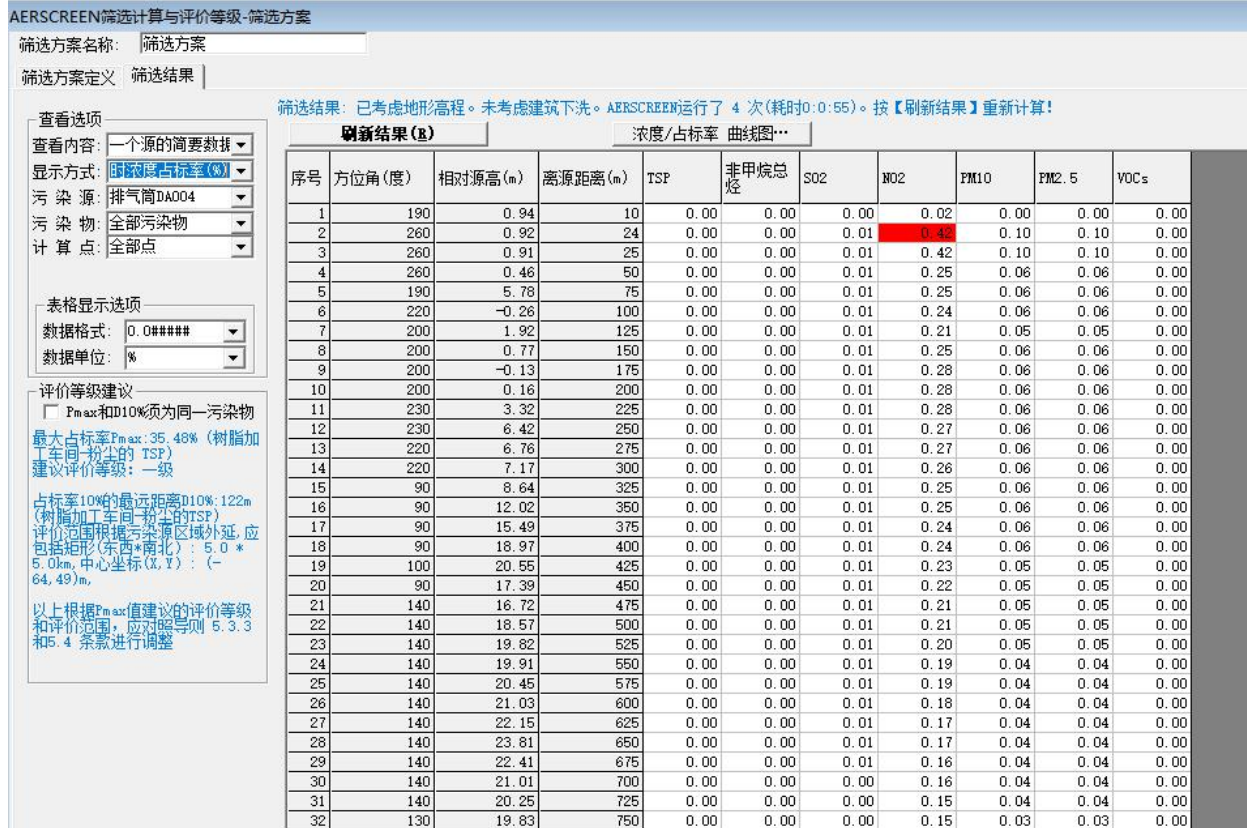 AERSCREEN筛选计算与评价等级-筛选方案
筛选方案名称: 筛选方案
筛选方案定义 筛选结果
筛选结果: 已考虑地形高程。未考虑建筑下洗。AERSCREEN运行了 4 次(耗时0:0:55)。按【刷新结果】重新计算!
查看选项
查看内容: 一个源的简要数据
显示方式: 时浓度占标率(%)
污 染 源: 排气筒DA004
污 染 物: 全部污染物
计 算 点: 全部点
表格显示选项
数据格式: 0.0#####
数据单位: %
评价等级建议
Pmax和D10%须为同一污染物
最大占标率Pmax:35.48% (树脂加
工车间-粉尘的 TSP)
建议评价等级: 一级
占标率10%的最远距离D10%:122m
(树脂加工车间-粉尘的TSP)
评价范围根据污染源区域外延,应
包括矩形(东西*南北): 5.0 *
5.0km,中心坐标(X,Y): (-
64,49)m,
以上根据Pmax值建议的评价等级
和评价范围,应对照导则 5.3.3
和5.4 条款进行调整
刷新结果(R) 浓度/占标率 曲线图…
序号 方位角(度) 相对源高(m) 离源距离(m) TSP 非甲烷总烃 SO2 NO2 PM10 PM2.5 VOCs
1 190 0.94 10 0.00 0.00 0.00 0.02 0.00 0.00 0.00
2 260 0.92 24 0.00 0.00 0.01 0.42 0.10 0.10 0.00
3 260 0.91 25 0.00 0.00 0.01 0.42 0.10 0.10 0.00
4 260 0.46 50 0.00 0.00 0.01 0.25 0.06 0.06 0.00
5 190 5.78 75 0.00 0.00 0.01 0.25 0.06 0.06 0.00
6 220 -0.26 100 0.00 0.00 0.01 0.24 0.06 0.06 0.00
7 200 1.92 125 0.00 0.00 0.01 0.21 0.05 0.05 0.00
8 200 0.77 150 0.00 0.00 0.01 0.25 0.06 0.06 0.00
9 200 -0.13 175 0.00 0.00 0.01 0.28 0.06 0.06 0.00
10 200 0.16 200 0.00 0.00 0.01 0.28 0.06 0.06 0.00
11 230 3.32 225 0.00 0.00 0.01 0.28 0.06 0.06 0.00
12 230 6.42 250 0.00 0.00 0.01 0.27 0.06 0.06 0.00
13 220 6.76 275 0.00 0.00 0.01 0.27 0.06 0.06 0.00
14 220 7.17 300 0.00 0.00 0.01 0.26 0.06 0.06 0.00
15 90 8.64 325 0.00 0.00 0.01 0.25 0.06 0.06 0.00
16 90 12.02 350 0.00 0.00 0.01 0.25 0.06 0.06 0.00
17 90 15.49 375 0.00 0.00 0.01 0.24 0.06 0.06 0.00
18 90 18.97 400 0.00 0.00 0.01 0.24 0.06 0.06 0.00
19 100 20.55 425 0.00 0.00 0.01 0.23 0.05 0.05 0.00
20 90 17.39 450 0.00 0.00 0.01 0.22 0.05 0.05 0.00
21 140 16.72 475 0.00 0.00 0.01 0.21 0.05 0.05 0.00
22 140 18.57 500 0.00 0.00 0.01 0.21 0.05 0.05 0.00
23 140 19.82 525 0.00 0.00 0.01 0.20 0.05 0.05 0.00
24 140 19.91 550 0.00 0.00 0.01 0.19 0.04 0.04 0.00
25 140 20.45 575 0.00 0.00 0.01 0.19 0.04 0.04 0.00
26 140 21.03 600 0.00 0.00 0.01 0.18 0.04 0.04 0.00
27 140 22.15 625 0.00 0.00 0.01 0.17 0.04 0.04 0.00
28 140 23.81 650 0.00 0.00 0.01 0.17 0.04 0.04 0.00
29 140 22.41 675 0.00 0.00 0.01 0.16 0.04 0.04 0.00
30 140 21.01 700 0.00 0.00 0.00 0.16 0.04 0.04 0.00
31 140 20.25 725 0.00 0.00 0.00 0.15 0.04 0.04 0.00
32 130 19.83 750 0.00 0.00 0.00 0.15 0.03 0.03 0.00